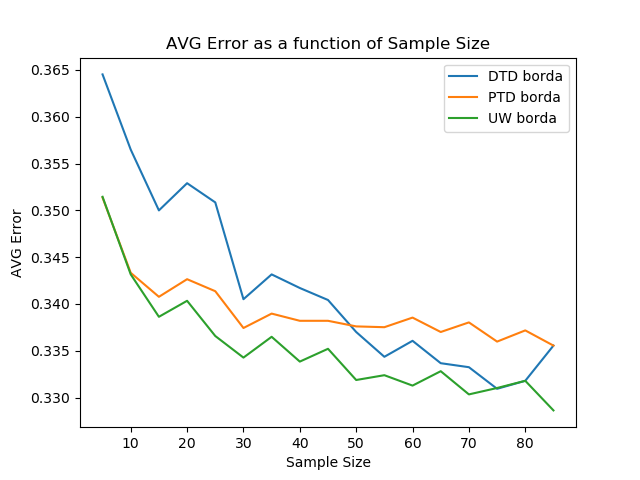 AVG Error as a function of Sample Size
DTD borda
PTD borda
UW borda
0.365
0.360
0.355
0.350
0.345
0.340
0.335
0.330
AVG Error
10 20 30 40 50 60 70 80
Sample Size